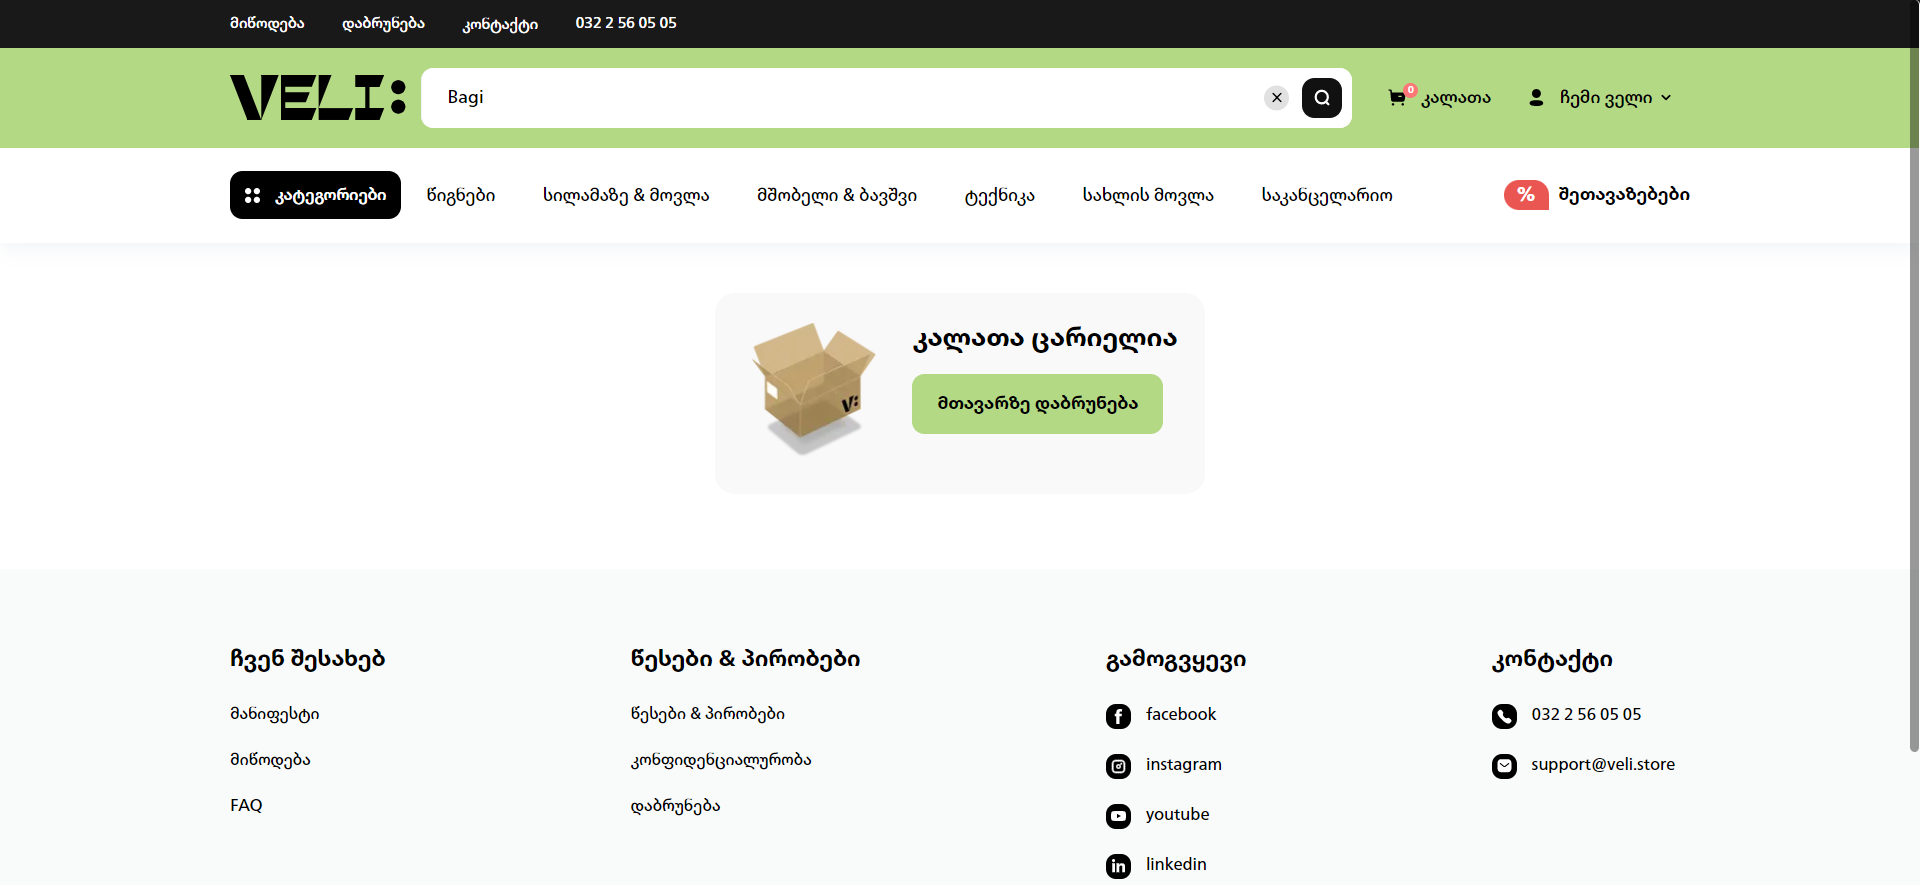 მიწოდება
დაბრუნება
კონტაქტი
032 2 56 05 05
VELI:
Bagi
0
კალათა
ჩემი ველი
კატეგორიები
წიგნები
სილამაზე & მოვლა
მშობელი & ბავშვი
ტექნიკა
სახლის მოვლა
საკანცელარიო
%
შეთავაზებები
V:
კალათა ცარიელია
მთავარზე დაბრუნება
ჩვენ შესახებ
მანიფესტი
მიწოდება
FAQ
წესები & პირობები
წესები & პირობები
კონფიდენციალურობა
დაბრუნება
გამოგვყევი
facebook
instagram
youtube
linkedin
კონტაქტი
032 2 56 05 05
support@veli.store